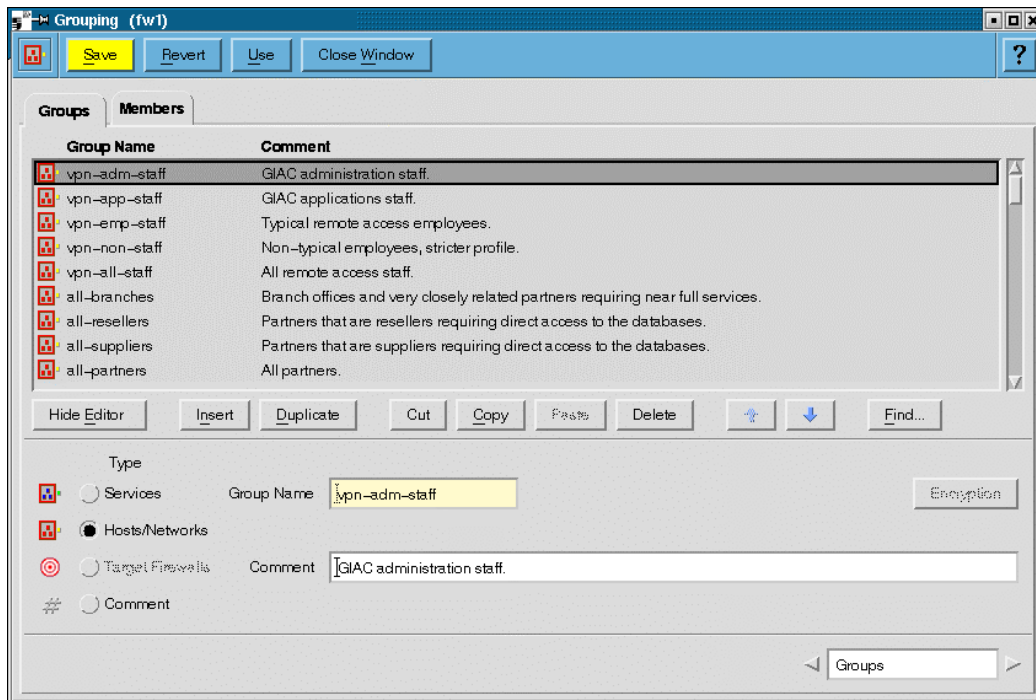 Grouping (fw1)
Save Revert Use Close Window ?
Groups Members
Group Name Comment
vpn-adm-staff GIAC administration staff.
vpn-app-staff GIAC applications staff.
vpn-emp-staff Typical remote access employees.
vpn-non-staff Non-typical employees, stricter profile.
vpn-all-staff All remote access staff.
all-branches Branch offices and very closely related partners requiring near full services.
all-resellers Partners that are resellers requiring direct access to the databases.
all-suppliers Partners that are suppliers requiring direct access to the databases.
all-partners All partners.
Hide Editor Insert Duplicate Cut Copy Paste Delete Find...
Type
Services Group Name vpn-adm-staff Encryption
Hosts/Networks
Target Firewalls Comment GIAC administration staff.
# Comment
Groups